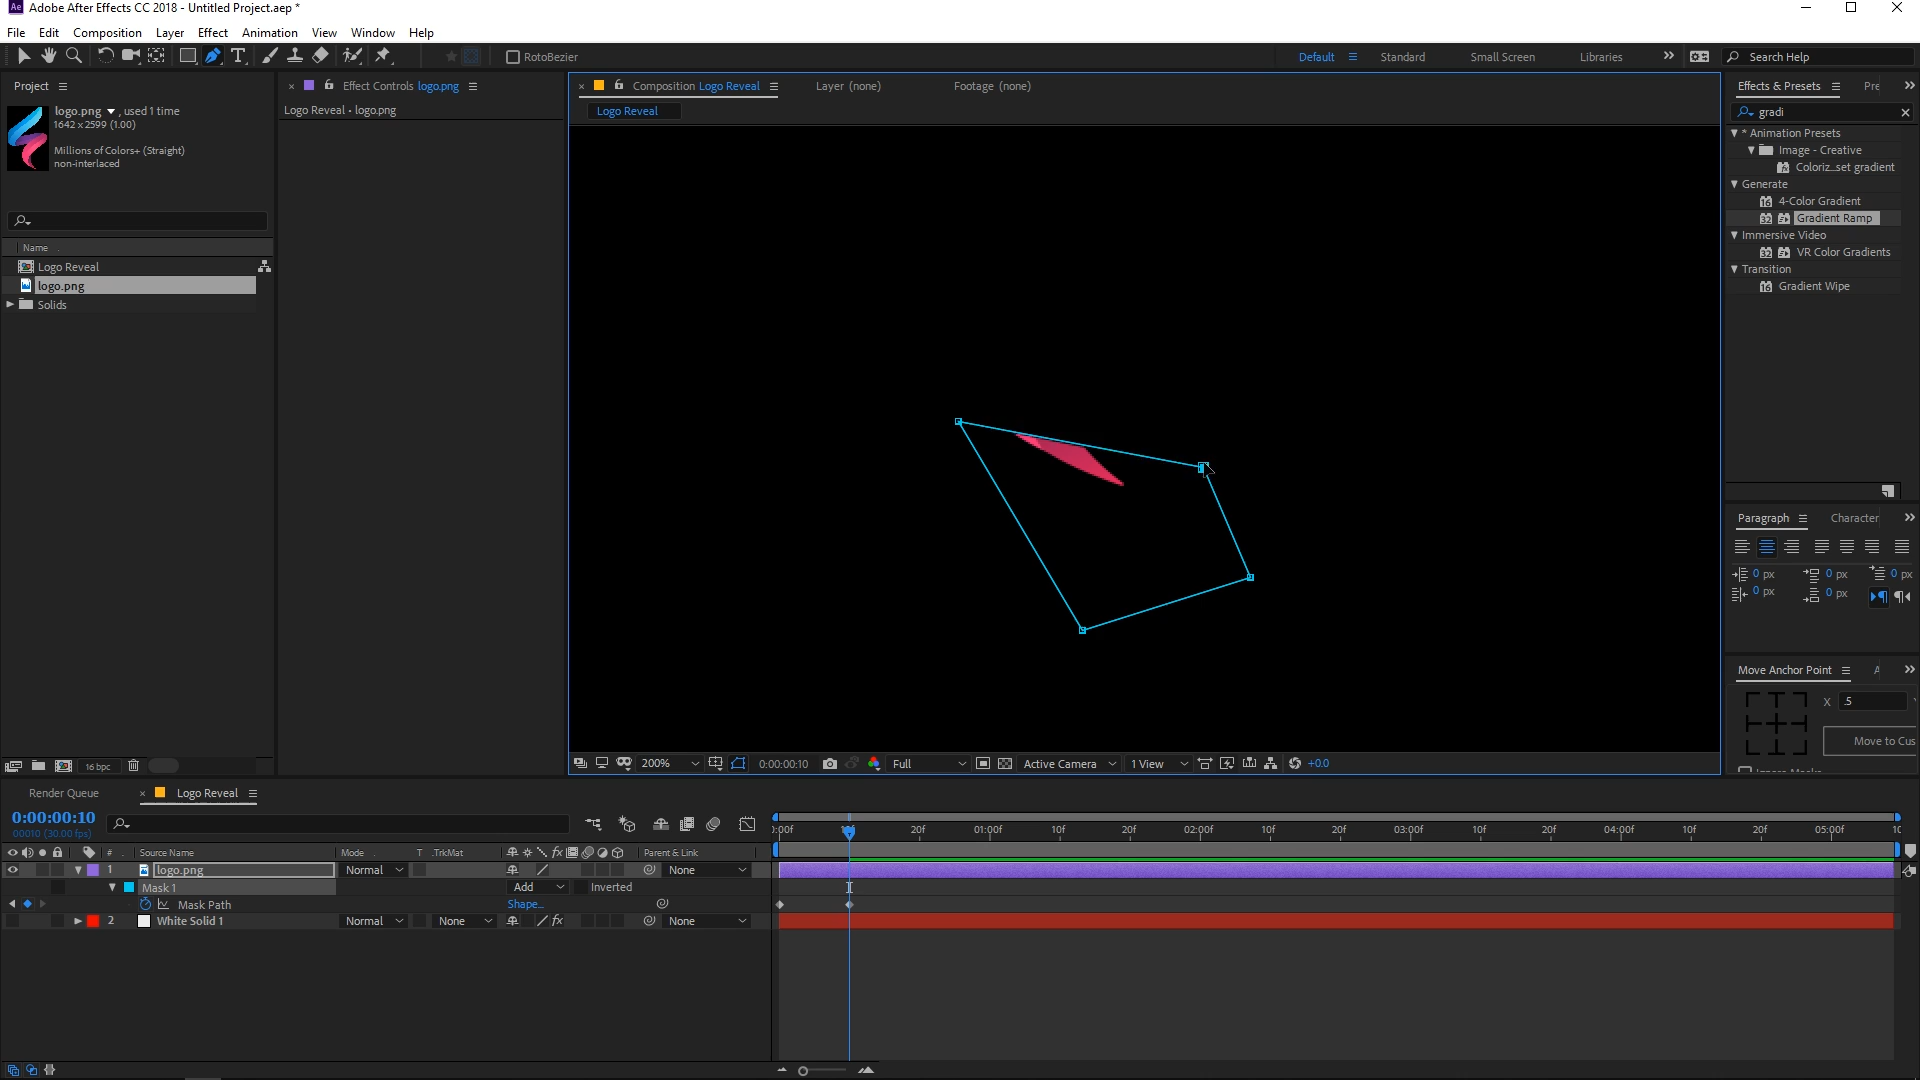 Adobe After Effects CC 2018 - Untitled Project.aep *
File Edit Composition Layer Effect Animation View Window Help
RotoBezier
Default Standard Small Screen Libraries Search Help
Project
logo.png , used 1 time
1642 x 2599 (1.00)
Millions of Colors+ (Straight)
non-interlaced
Name
Logo Reveal
logo.png
Solids
16 bpc
Effect Controls logo.png
Logo Reveal • logo.png
Composition Logo Reveal
Layer (none)
Footage (none)
Logo Reveal
200% 0:00:00:10 Full Active Camera 1 View +0.0
Effects & Presets Pre
gradi
* Animation Presets
Image - Creative
Coloriz...set gradient
Generate
4-Color Gradient
Gradient Ramp
Immersive Video
VR Color Gradients
Transition
Gradient Wipe
Paragraph Character
0 px 0 px 0 px
0 px 0 px
Move Anchor Point A
X .5
Move to Cus
Render Queue Logo Reveal
0:00:00:10
00010 (30.00 fps)
# Source Name Mode T .TrkMat Parent & Link
1 logo.png Normal None
Mask 1 Add Inverted
Mask Path Shape...
2 White Solid 1 Normal None None
20f 01:00f 10f 20f 02:00f 10f 20f 03:00f 10f 20f 04:00f 10f 20f 05:00f